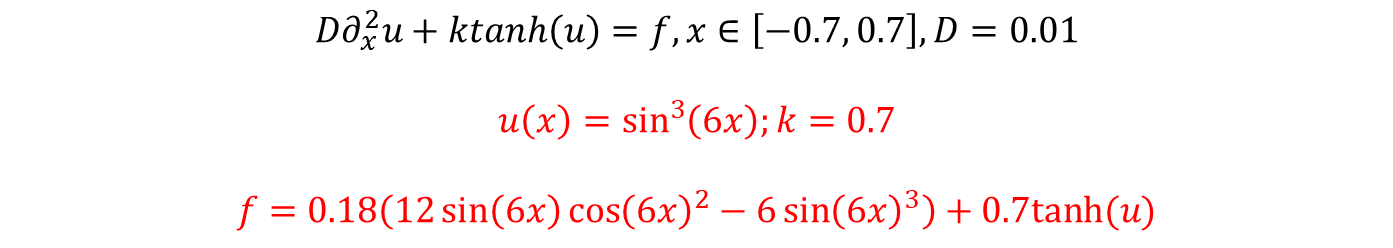 D∂ₓ²u + ktanh(u) = f, x ∈ [−0.7, 0.7], D = 0.01
u(x) = sin³(6x); k = 0.7
f = 0.18(12 sin(6x) cos(6x)² − 6 sin(6x)³) + 0.7tanh(u)